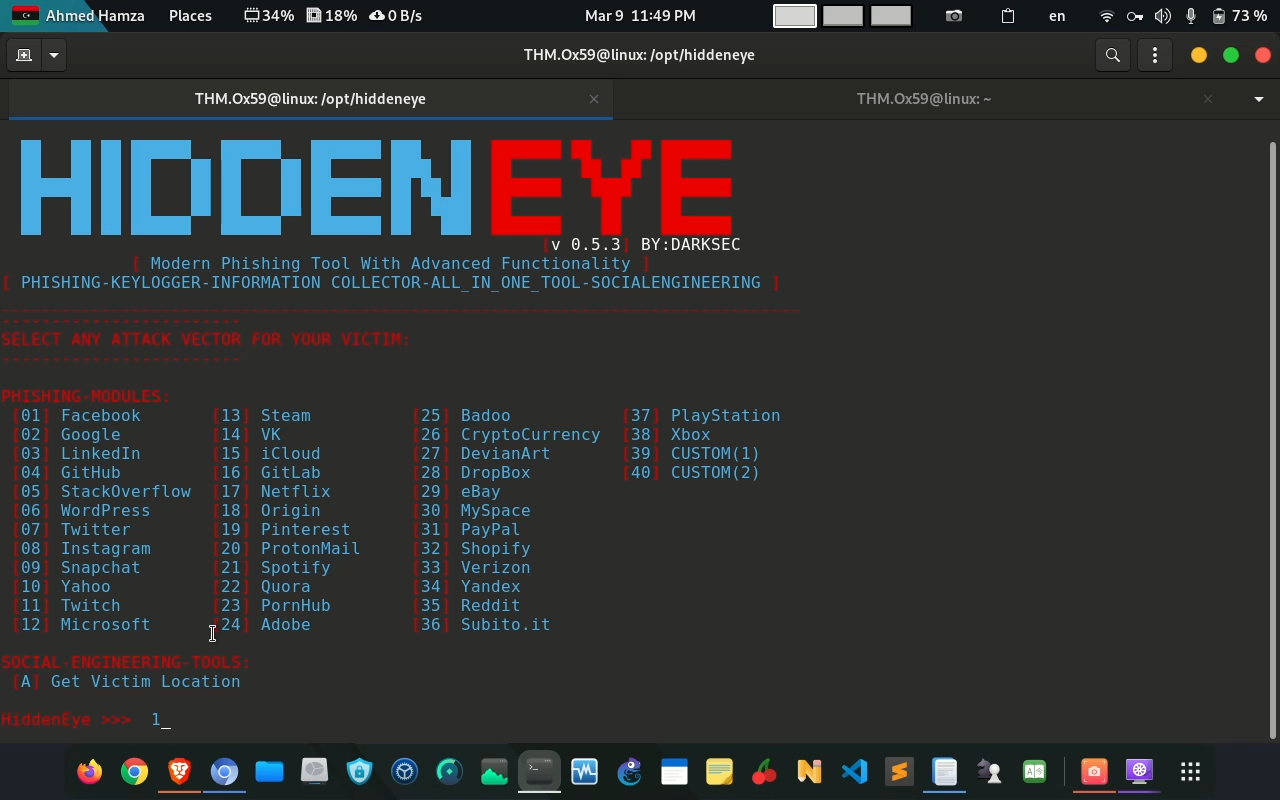 Ahmed Hamza Places 34% 18% 0 B/s Mar 9 11:49 PM en 73 %
THM.Ox59@linux: /opt/hiddeneye
THM.Ox59@linux: /opt/hiddeneye × THM.Ox59@linux: ~ ×
HIDDEN EYE
[v 0.5.3] BY:DARKSEC
[ Modern Phishing Tool With Advanced Functionality ]
[ PHISHING-KEYLOGGER-INFORMATION COLLECTOR-ALL_IN_ONE_TOOL-SOCIALENGINEERING ]
--------------------------------------------------------------------------------
------------------------
SELECT ANY ATTACK VECTOR FOR YOUR VICTIM:
------------------------
PHISHING-MODULES:
[01] Facebook [13] Steam [25] Badoo [37] PlayStation
[02] Google [14] VK [26] CryptoCurrency [38] Xbox
[03] LinkedIn [15] iCloud [27] DevianArt [39] CUSTOM(1)
[04] GitHub [16] GitLab [28] DropBox [40] CUSTOM(2)
[05] StackOverflow [17] Netflix [29] eBay
[06] WordPress [18] Origin [30] MySpace
[07] Twitter [19] Pinterest [31] PayPal
[08] Instagram [20] ProtonMail [32] Shopify
[09] Snapchat [21] Spotify [33] Verizon
[10] Yahoo [22] Quora [34] Yandex
[11] Twitch [23] PornHub [35] Reddit
[12] Microsoft [24] Adobe [36] Subito.it
SOCIAL-ENGINEERING-TOOLS:
[A] Get Victim Location
HiddenEye >>> 1_